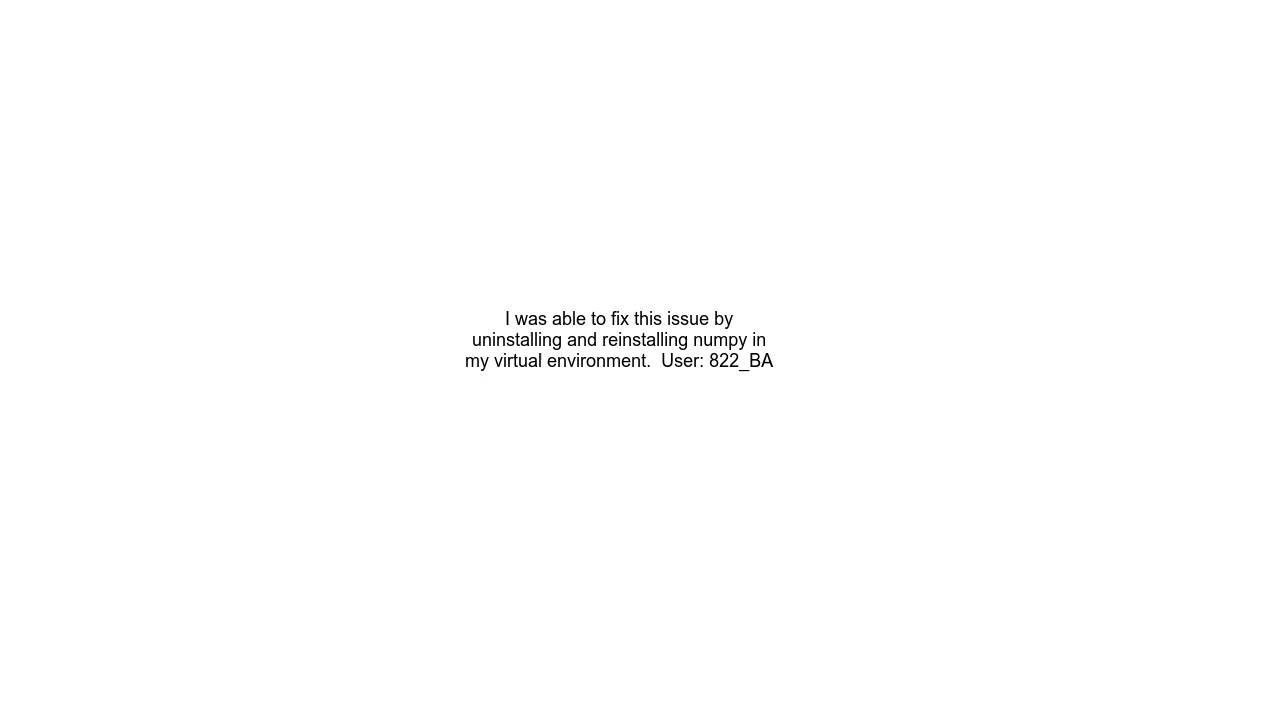 I was able to fix this issue by
uninstalling and reinstalling numpy in
my virtual environment.  User: 822_BA